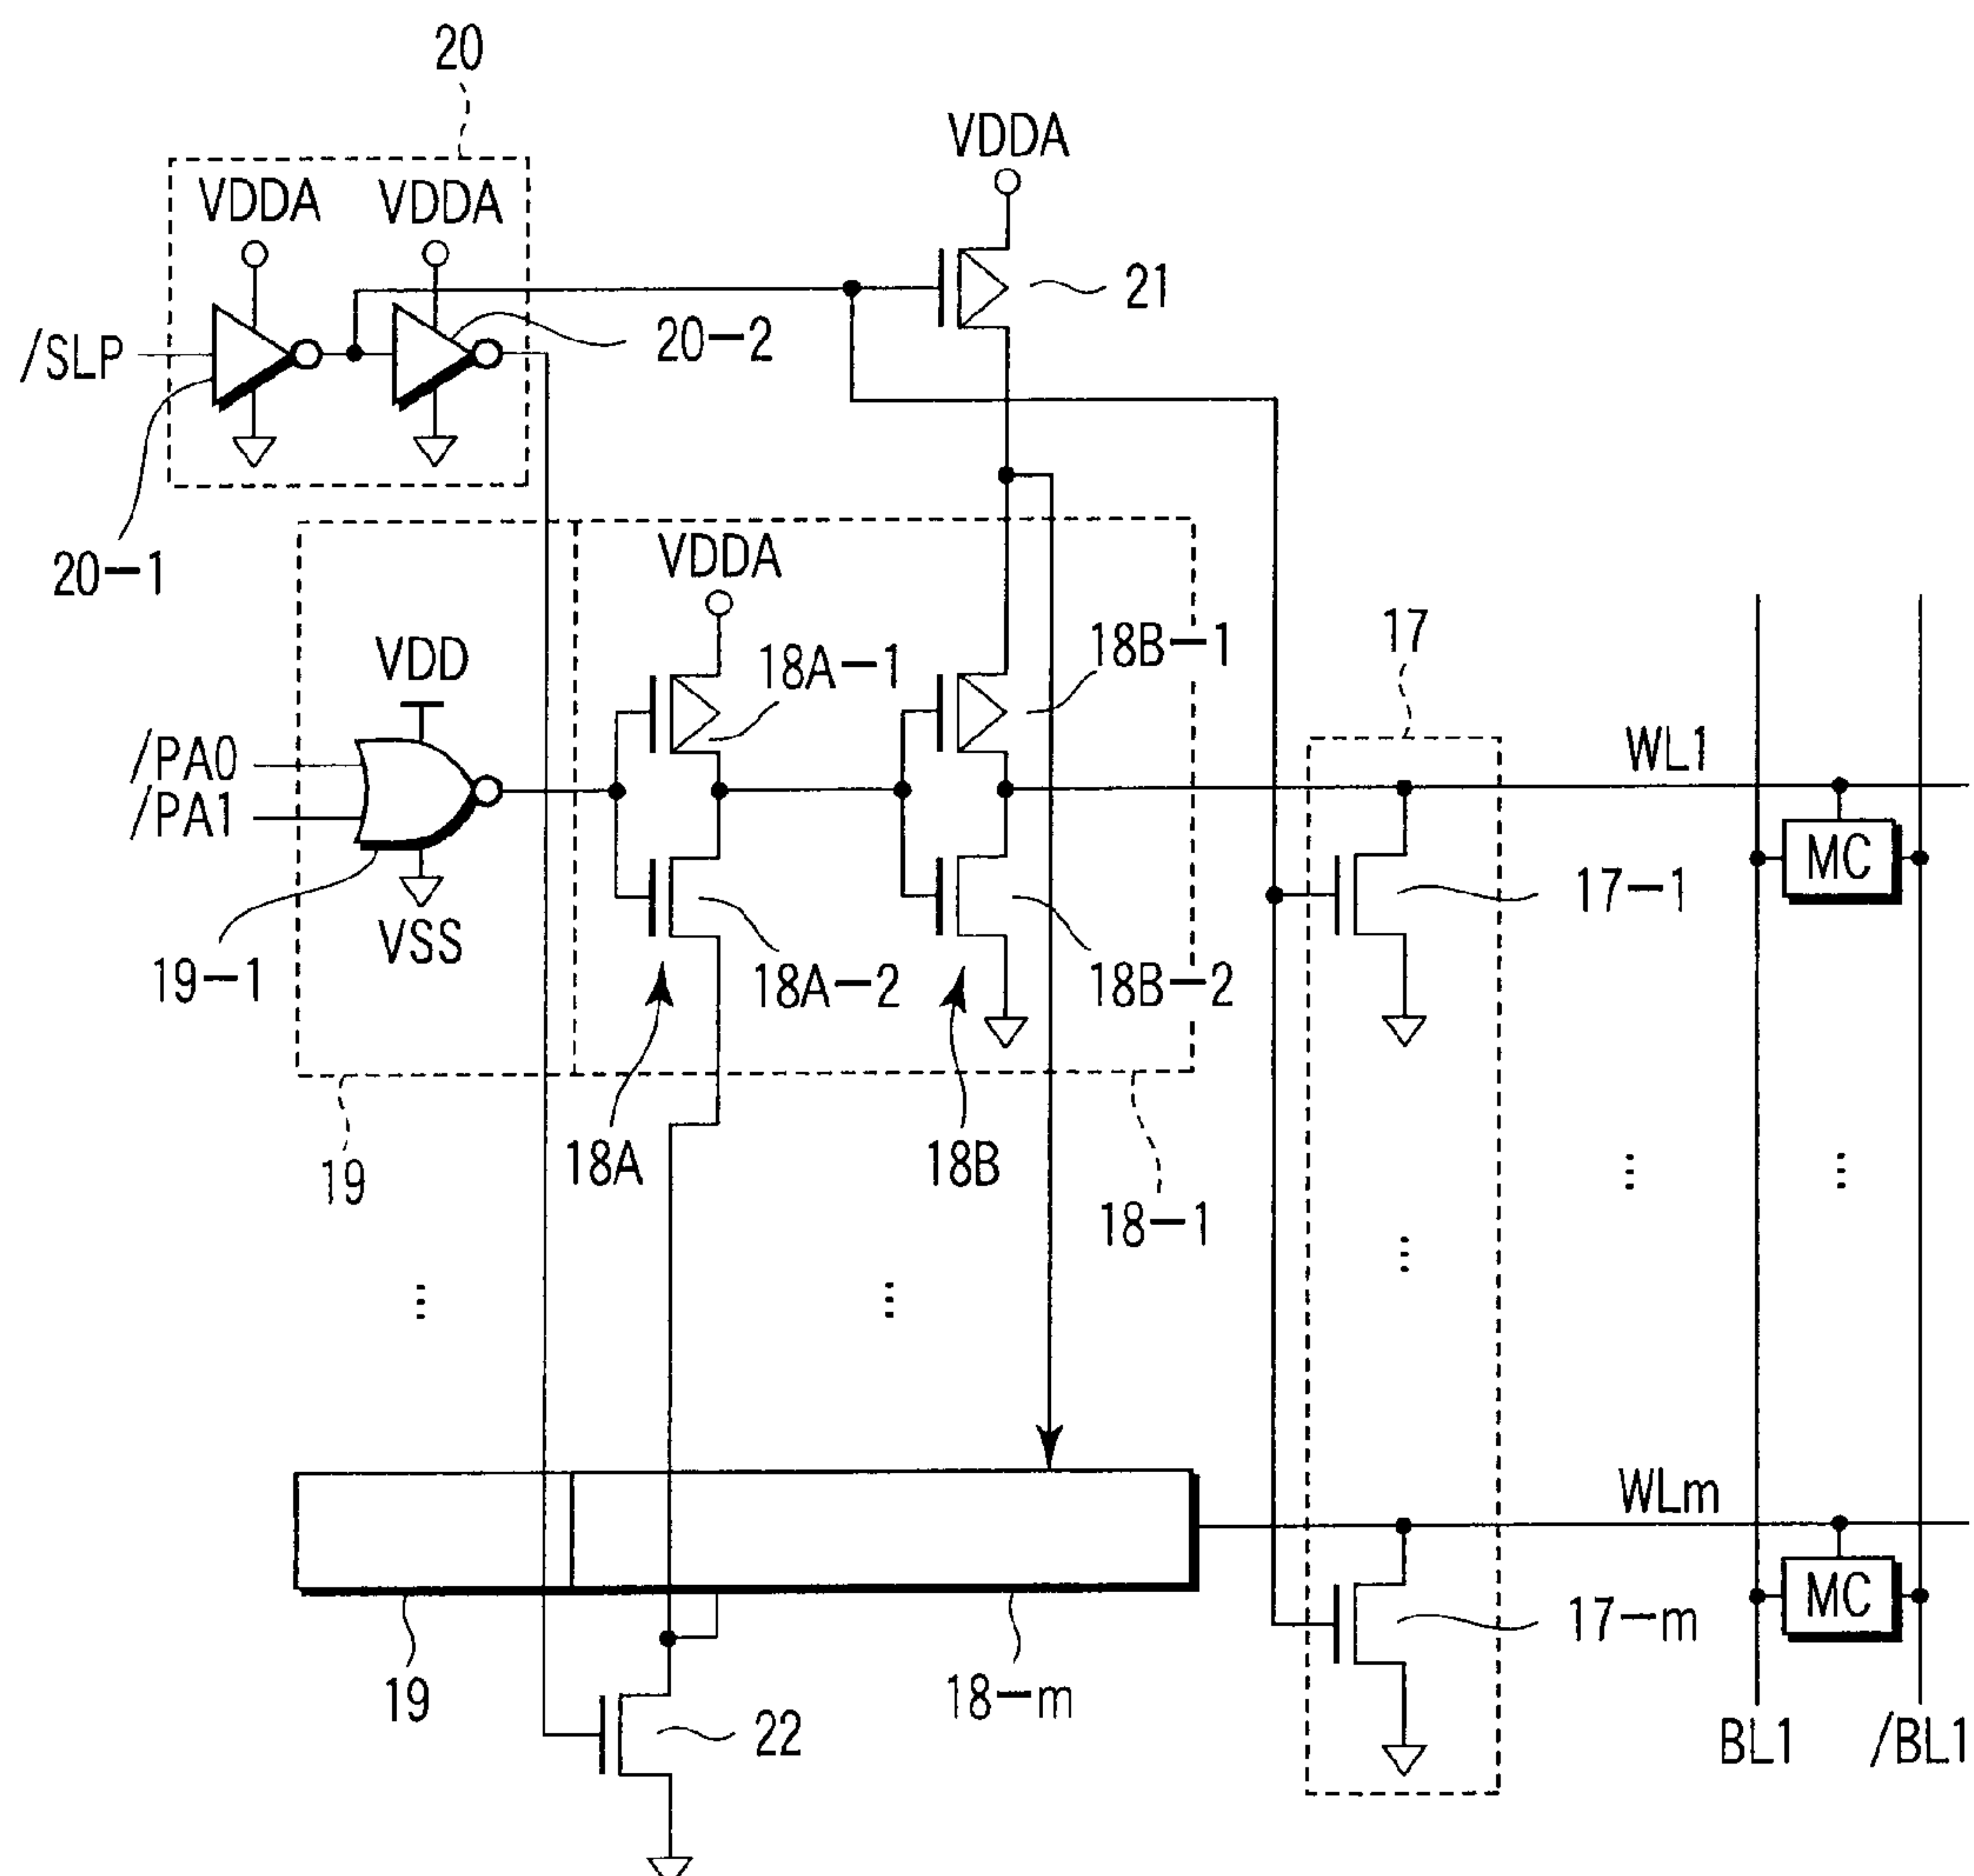 20
VDDA
VDDA VDDA
21
/SLP
20-2
20-1
VDDA
17
VDD
18A-1
18B-1
WL1
/PA0
/PA1
MC
17-1
VSS
19-1
18A-2
18B-2
18A
18B
19
18-1
WLm
MC
17-m
19
18-m
22
BL1 /BL1